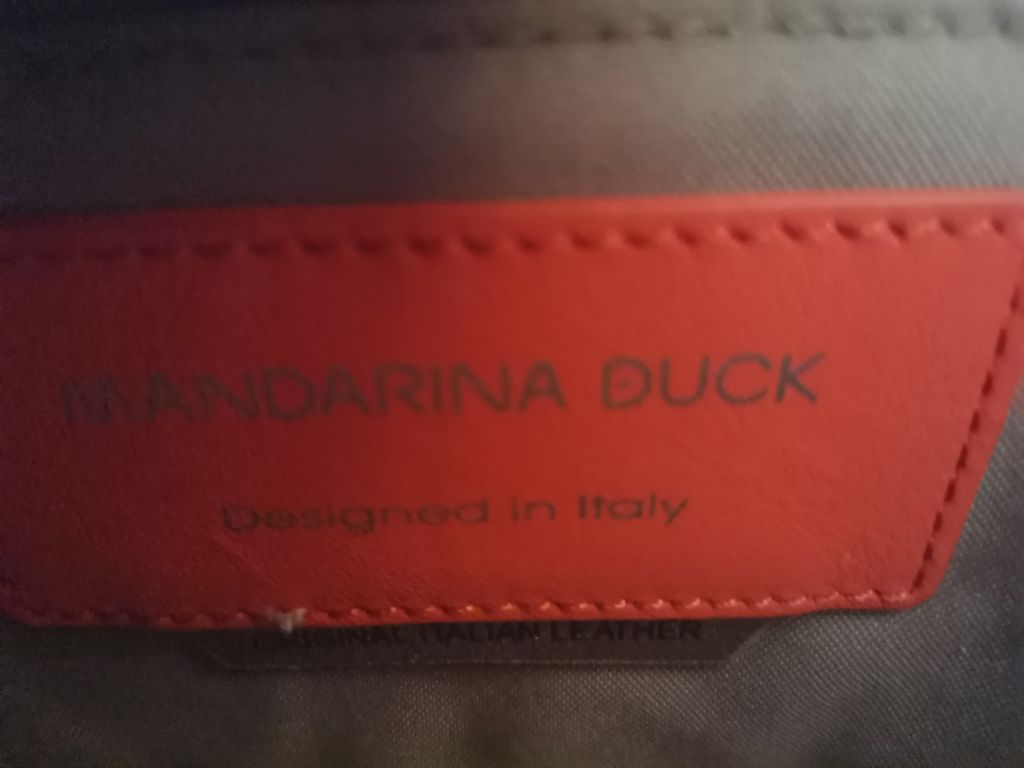 MANDARINA DUCK
Designed in Italy
ORIGINAL ITALIAN LEATHER